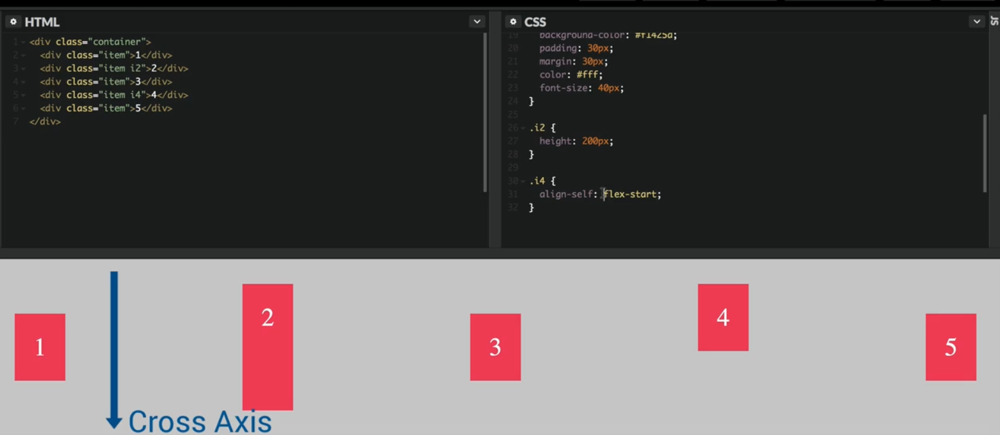 HTML
1 <div class="container">
2 <div class="item">1</div>
3 <div class="item i2">2</div>
4 <div class="item">3</div>
5 <div class="item i4">4</div>
6 <div class="item">5</div>
7 </div>
CSS
JS
19 background-color: #f1425d;
20 padding: 30px;
21 margin: 30px;
22 color: #fff;
23 font-size: 40px;
24 }
25
26 .i2 {
27 height: 200px;
28 }
29
30 .i4 {
31 align-self: flex-start;
32 }
1
2
3
4
5
Cross Axis